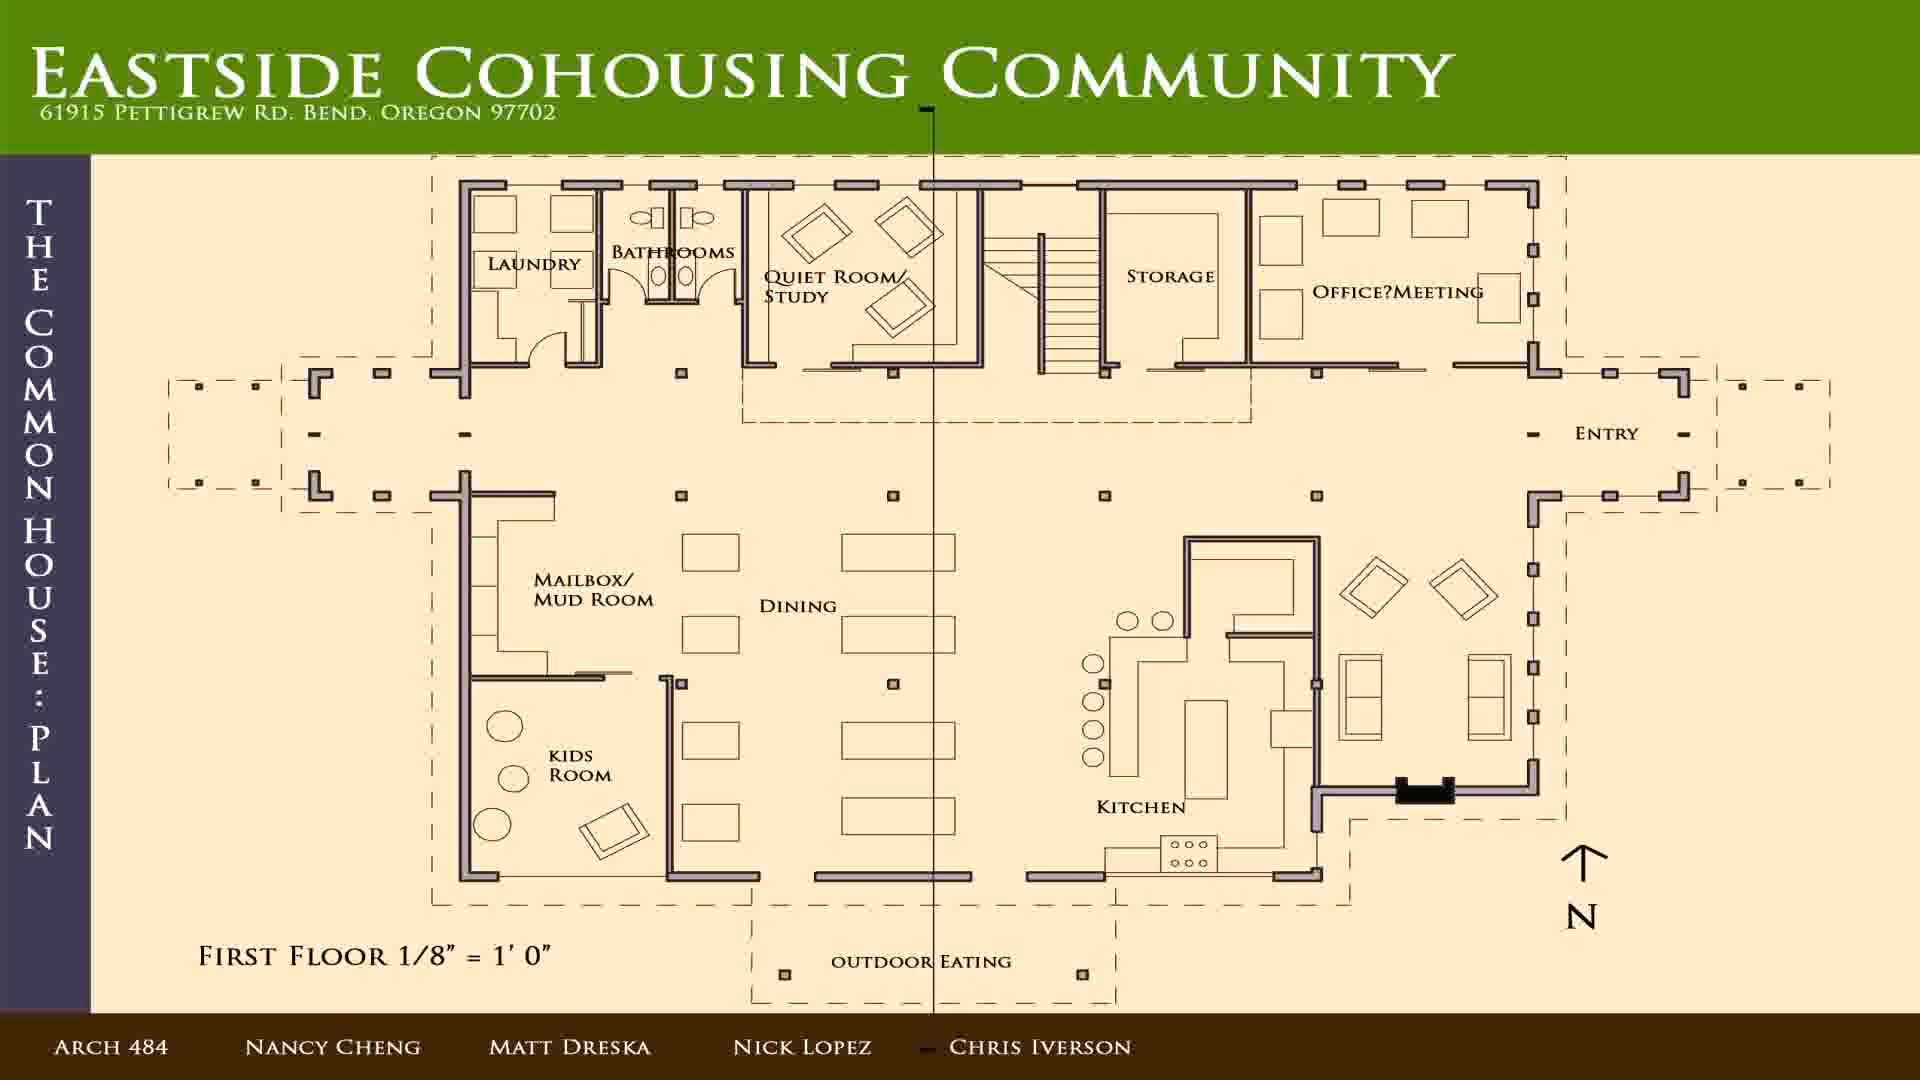 Eastside Cohousing Community
61915 Pettigrew Rd. Bend, Oregon 97702
The Common House: Plan
Laundry
Bathrooms
Quiet Room/
Study
Storage
Office?Meeting
Entry
Mailbox/
Mud Room
Dining
kids
Room
Kitchen
outdoor Eating
N
First Floor 1/8” = 1’ 0”
Arch 484
Nancy Cheng
Matt Dreska
Nick Lopez
Chris Iverson